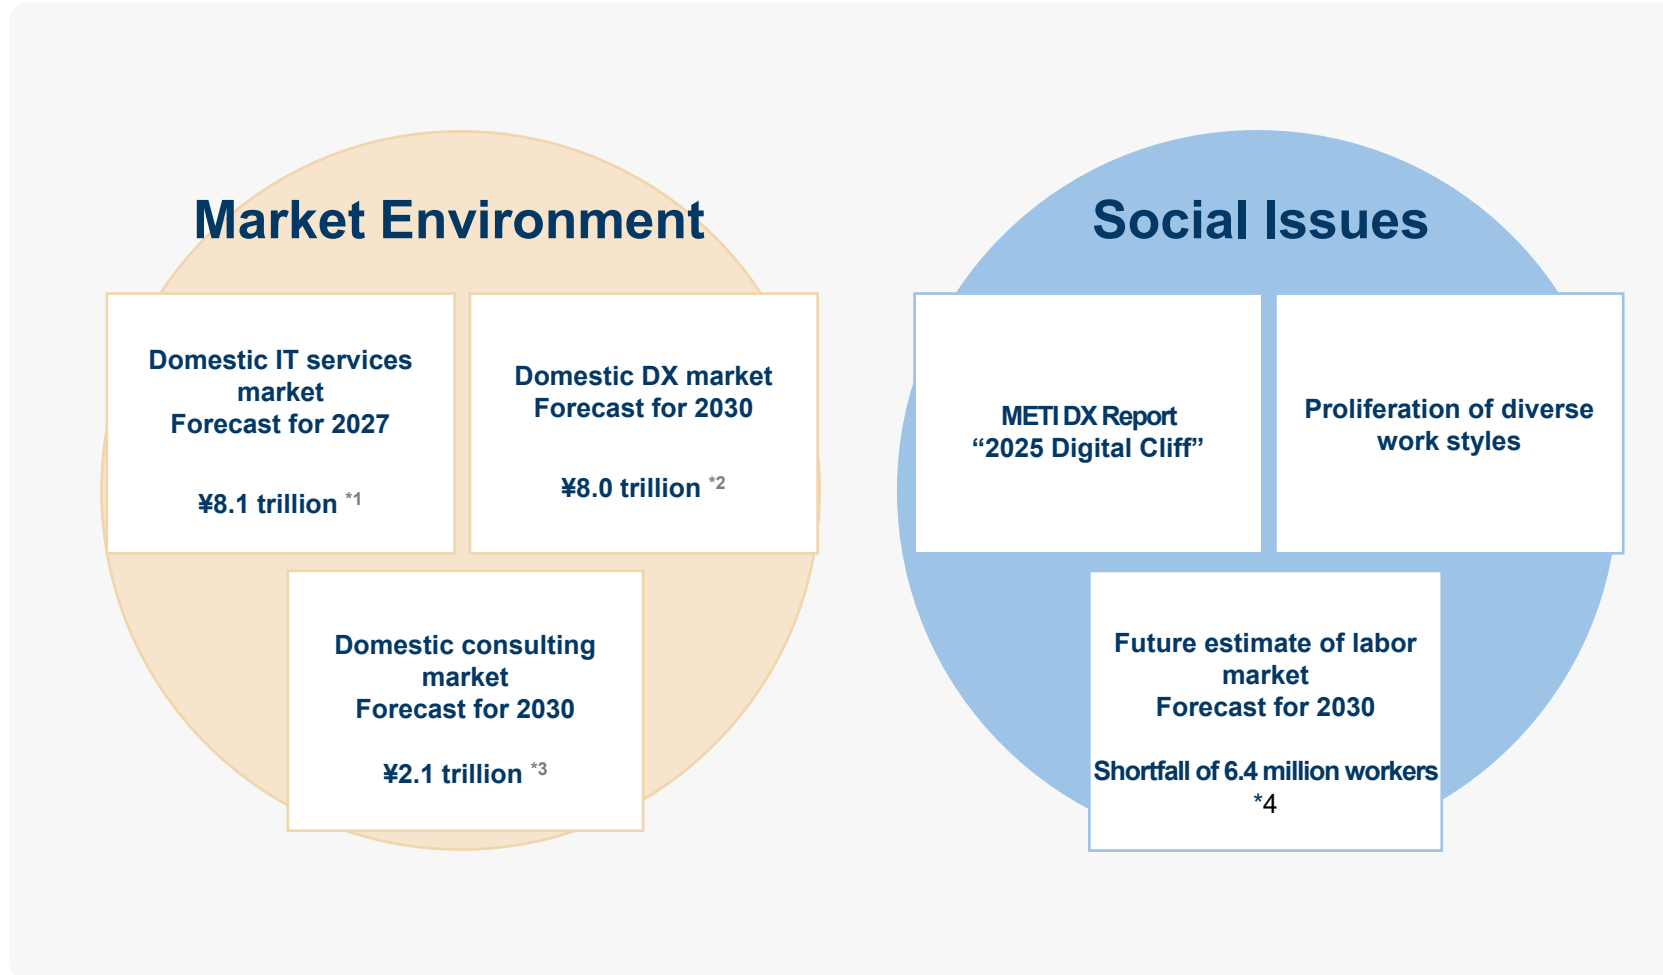 Market Environment
Domestic IT services
market
Forecast for 2027
¥8.1 trillion *1
Domestic DX market
Forecast for 2030
¥8.0 trillion *2
Domestic consulting
market
Forecast for 2030
¥2.1 trillion *3
Social Issues
METI DX Report
“2025 Digital Cliff”
Proliferation of diverse
work styles
Future estimate of labor
market
Forecast for 2030
Shortfall of 6.4 million workers
*4